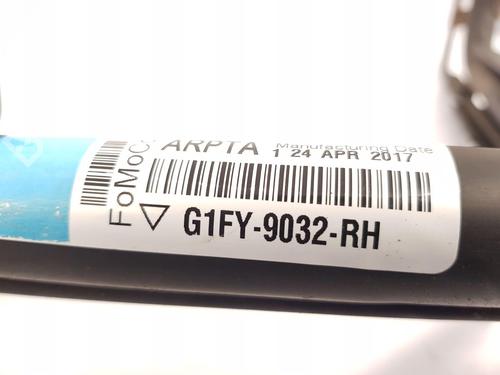 FoMoCo
ARPTA
Manufacturing Date
1 24 APR 2017
G1FY-9032-RH